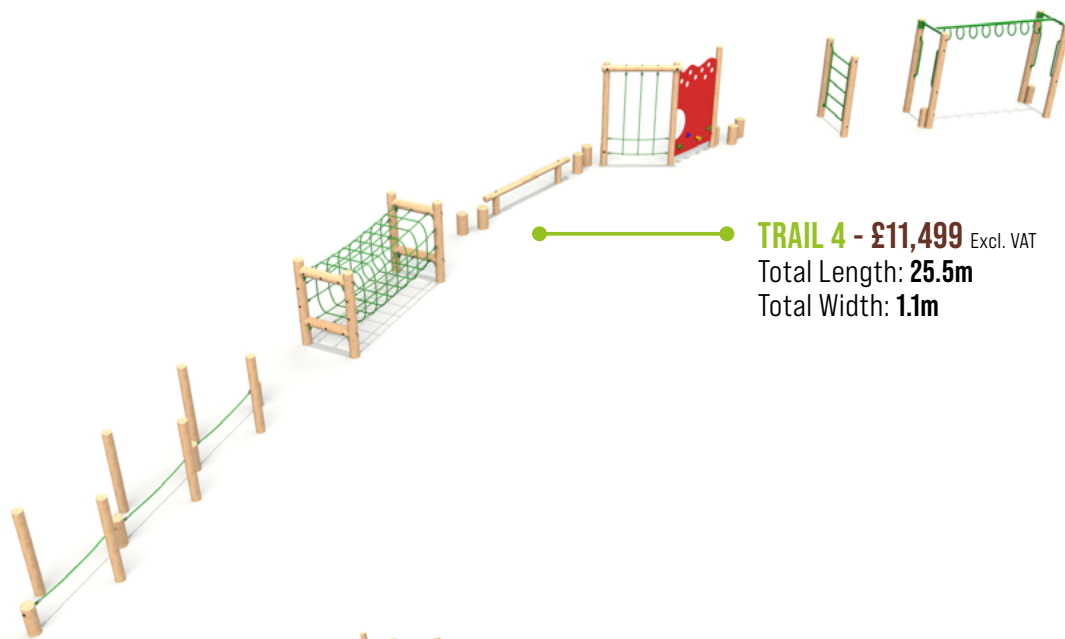 TRAIL 4 - £11,499 Excl. VAT
Total Length: 25.5m
Total Width: 1.1m